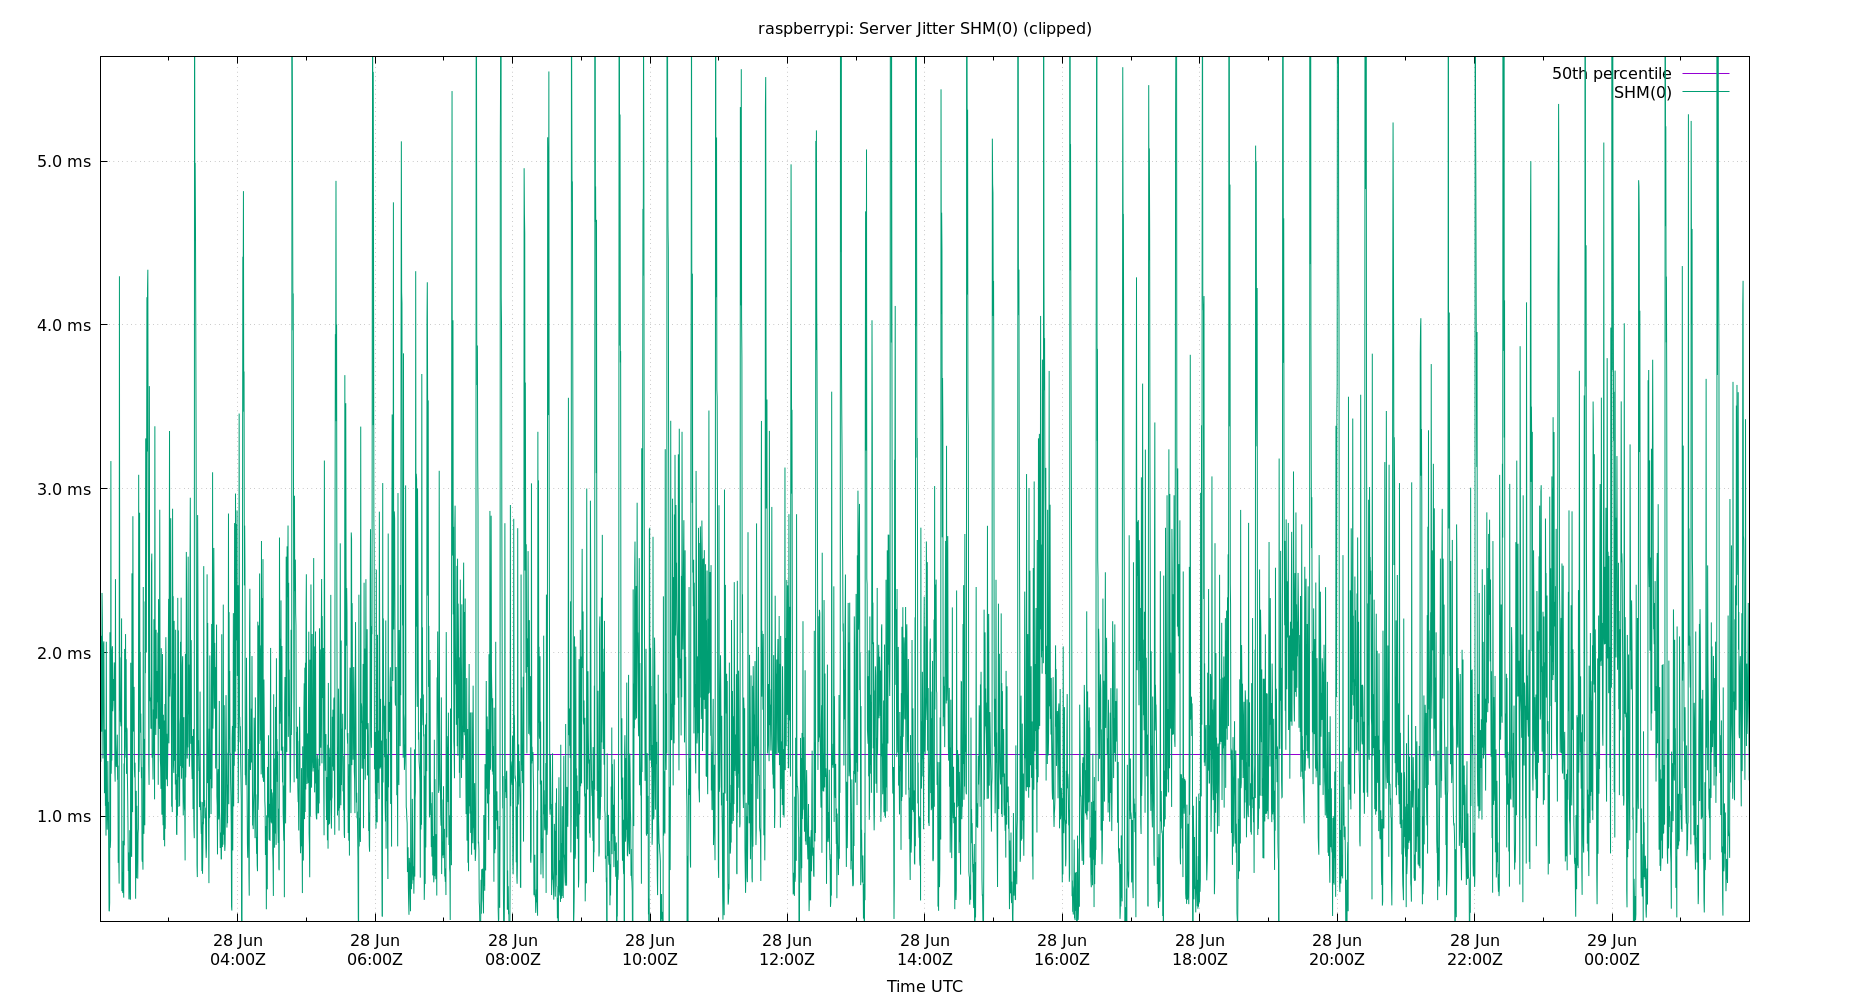 raspberrypi: Server Jitter SHM(0) (clipped)
50th percentile
SHM(0)
5.0 ms
4.0 ms
3.0 ms
2.0 ms
1.0 ms
28 Jun 28 Jun 28 Jun 28 Jun 28 Jun 28 Jun 28 Jun 28 Jun 28 Jun 28 Jun 29 Jun
04:00Z 06:00Z 08:00Z 10:00Z 12:00Z 14:00Z 16:00Z 18:00Z 20:00Z 22:00Z 00:00Z
Time UTC